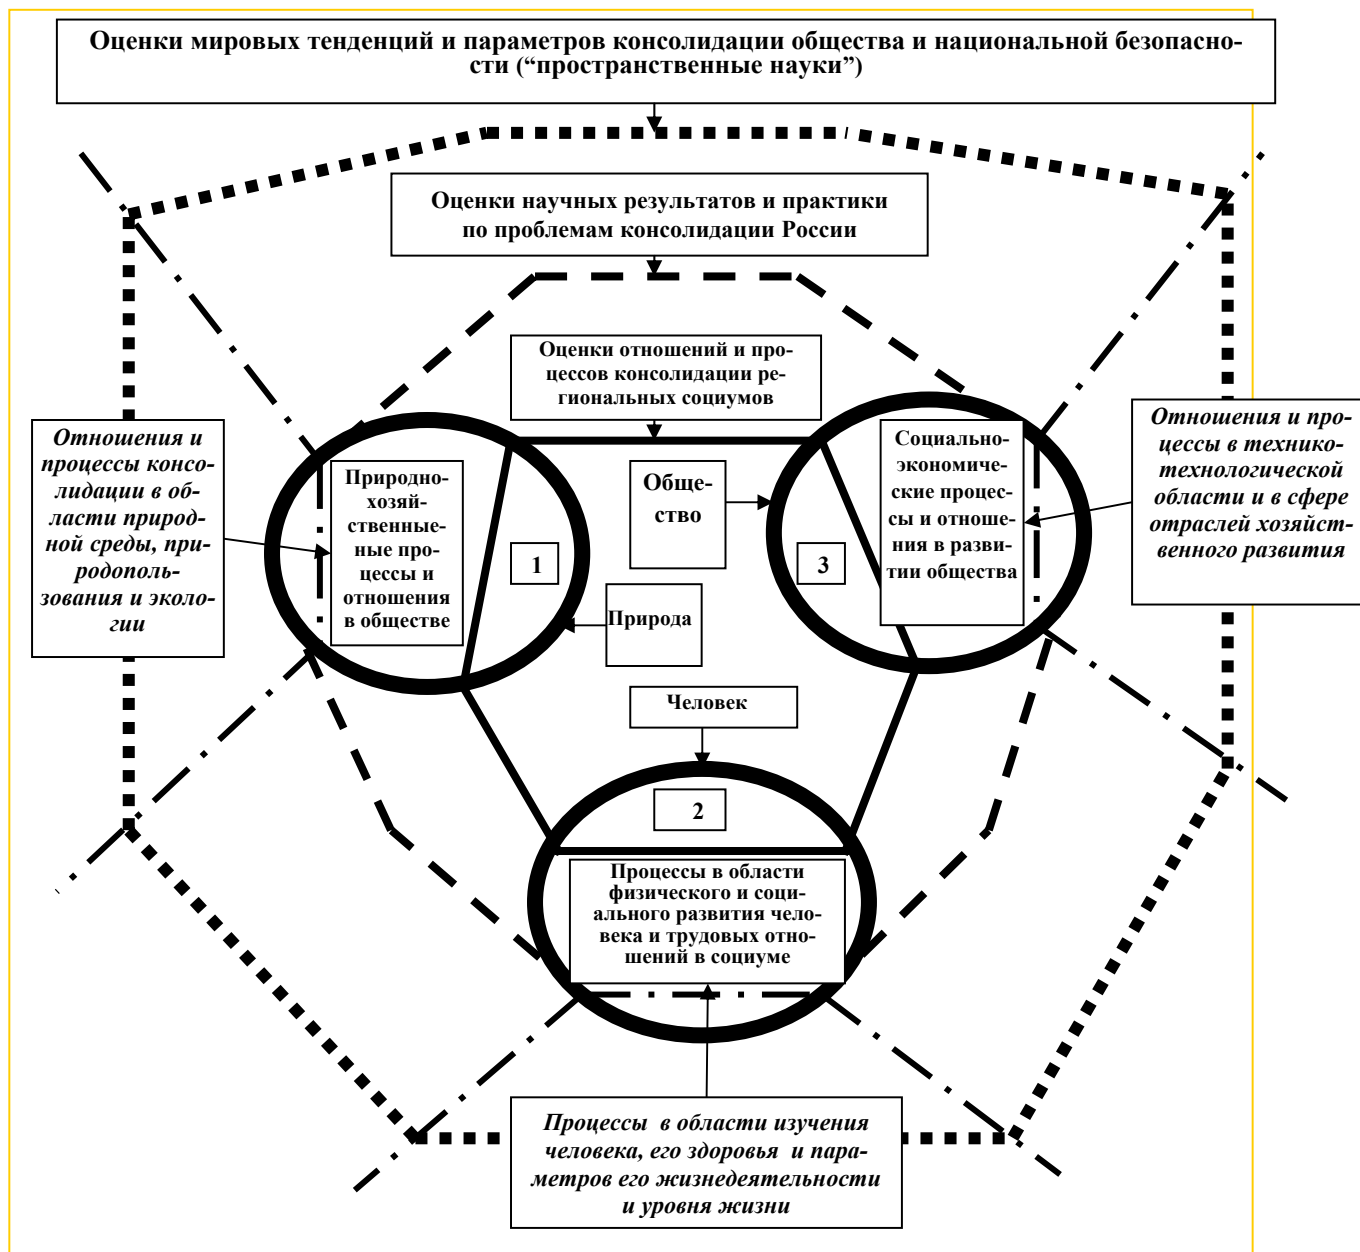 Оценки мировых тенденций и параметров консолидации общества и национальной безопасно-
сти (“пространственные науки”)
Оценки научных результатов и практики
по проблемам консолидации России
Оценки отношений и про-
цессов консолидации ре-
гиональных социумов
Отношения и
процессы консо-
лидации в об-
ласти природ-
ной среды, при-
родополь-
зования и эколо-
гии
Природно-
хозяй-
ственные-
ные про-
цессы и
отношения
в обществе
1
Обще-
ство
Природа
3
Социально-
экономиче-
ские процес-
сы и отноше-
ния в разви-
тии общества
Отношения и про-
цессы в технико-
технологической
области и в сфере
отраслей хозяйст-
венного развития
Человек
2
Процессы в области
физического и соци-
ального развития чело-
века и трудовых отно-
шений в социуме
Процессы в области изучения
человека, его здоровья и пара-
метров его жизнедеятельности
и уровня жизни